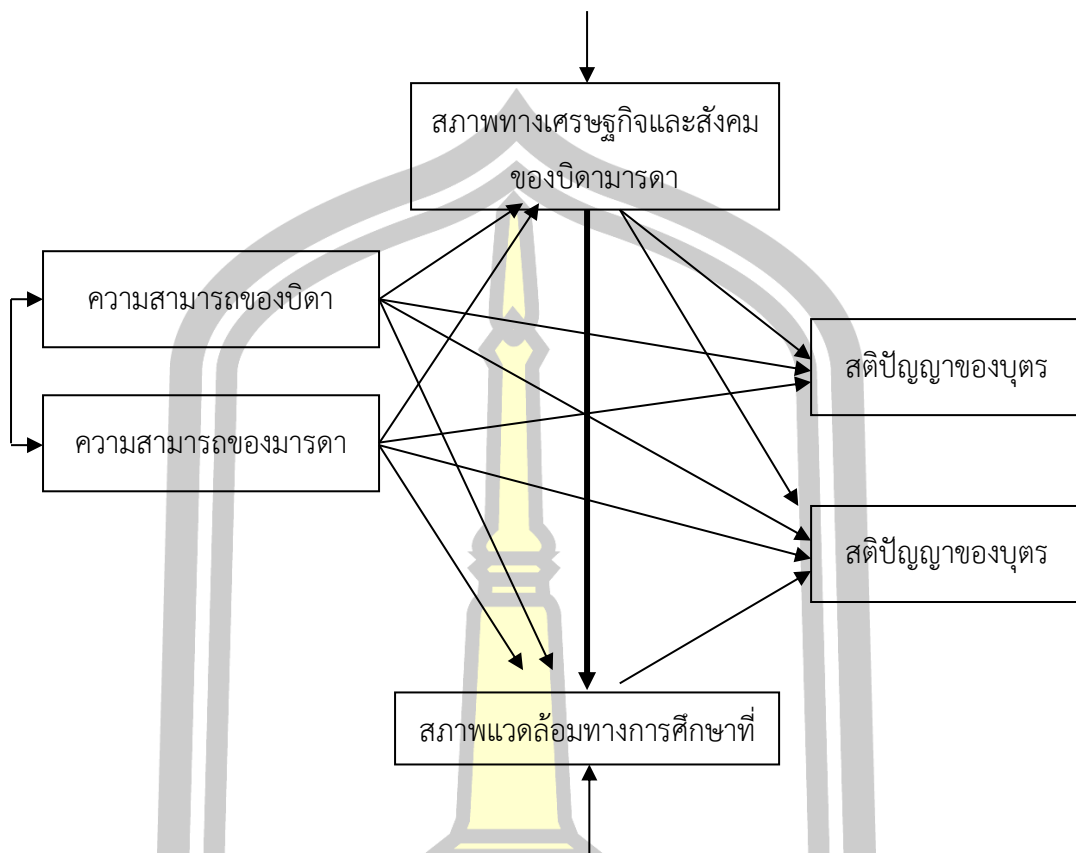 สภาพทางเศรษฐกิจและสังคม
ของบิดามารดา
ความสามารถของบิดา
สติปัญญาของบุตร
ความสามารถของมารดา
สติปัญญาของบุตร
สภาพแวดล้อมทางการศึกษาที่